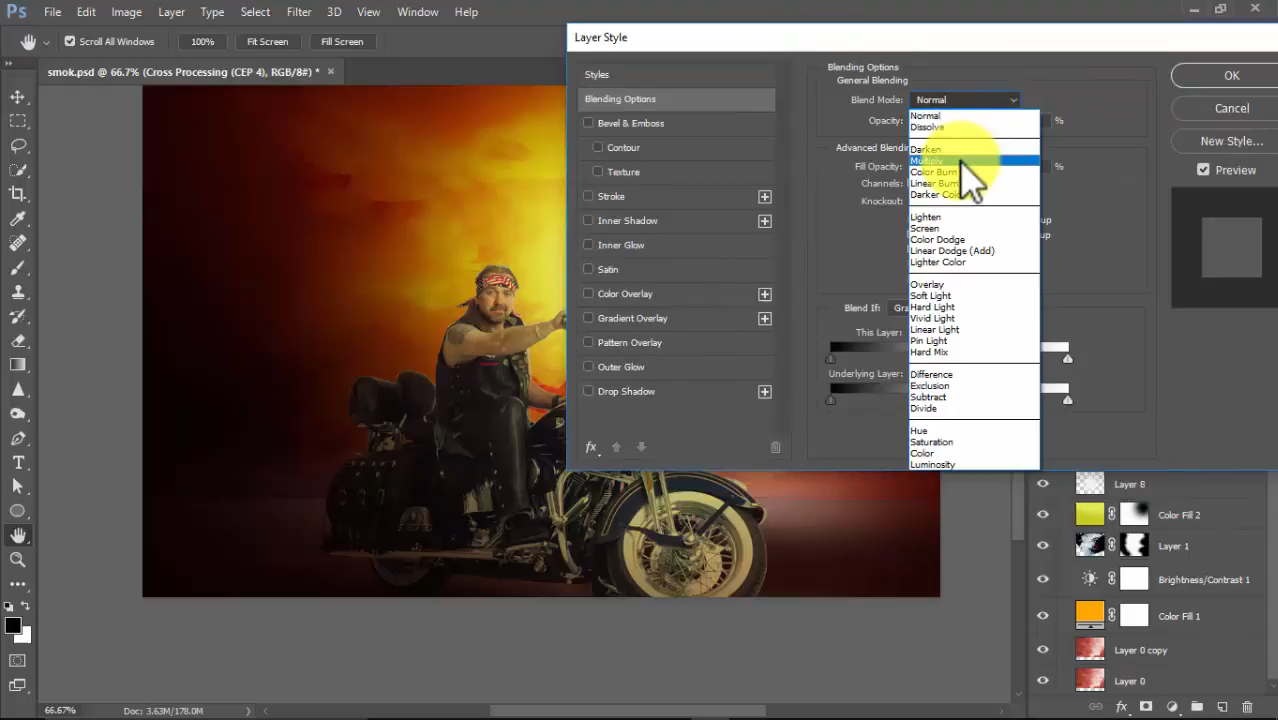 Ps File Edit Image Layer Type Select Filter 3D View Window Help
Scroll All Windows 100% Fit Screen Fill Screen
smok.psd @ 66.7% (Cross Processing (CEP 4), RGB/8#) * ×
Layer Style
Styles
Blending Options
Bevel & Emboss
Contour
Texture
Stroke
Inner Shadow
Inner Glow
Satin
Color Overlay
Gradient Overlay
Pattern Overlay
Outer Glow
Drop Shadow
fx
Blending Options
General Blending
Blend Mode: Normal
Opacity: %
Advanced Blending
Fill Opacity: %
Channels:
Knockout:
Blend If:
This Layer:
Underlying Layer:
Normal
Dissolve
Darken
Multiply
Color Burn
Linear Burn
Darker Color
Lighten
Screen
Color Dodge
Linear Dodge (Add)
Lighter Color
Overlay
Soft Light
Hard Light
Vivid Light
Linear Light
Pin Light
Hard Mix
Difference
Exclusion
Subtract
Divide
Hue
Saturation
Color
Luminosity
OK
Cancel
New Style...
Preview
Layer 8
Color Fill 2
Layer 1
Brightness/Contrast 1
Color Fill 1
Layer 0 copy
Layer 0
fx
66.67% Doc: 3.63M/178.0M